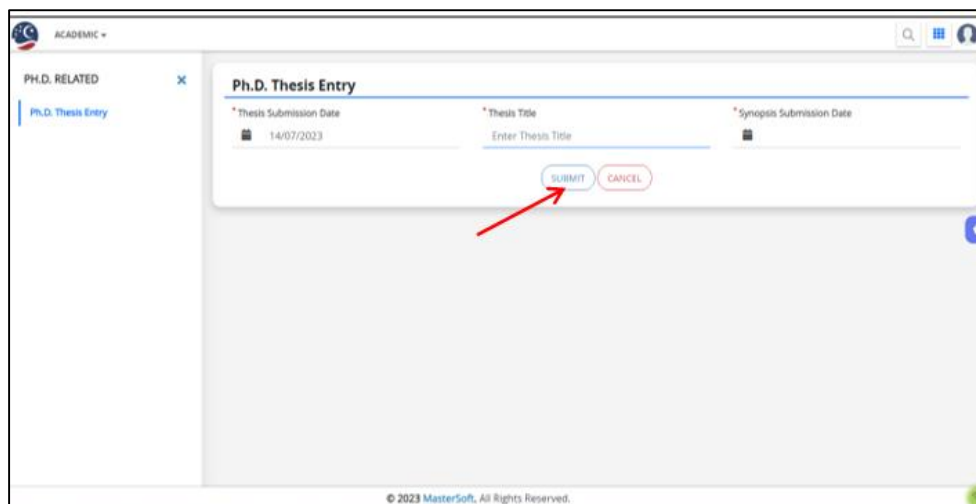 ACADEMIC
PH.D. RELATED
Ph.D. Thesis Entry
Ph.D. Thesis Entry
*Thesis Submission Date
*Thesis Title
*Synopsis Submission Date
14/07/2023
Enter Thesis Title
SUBMIT
CANCEL
© 2023 MasterSoft, All Rights Reserved.